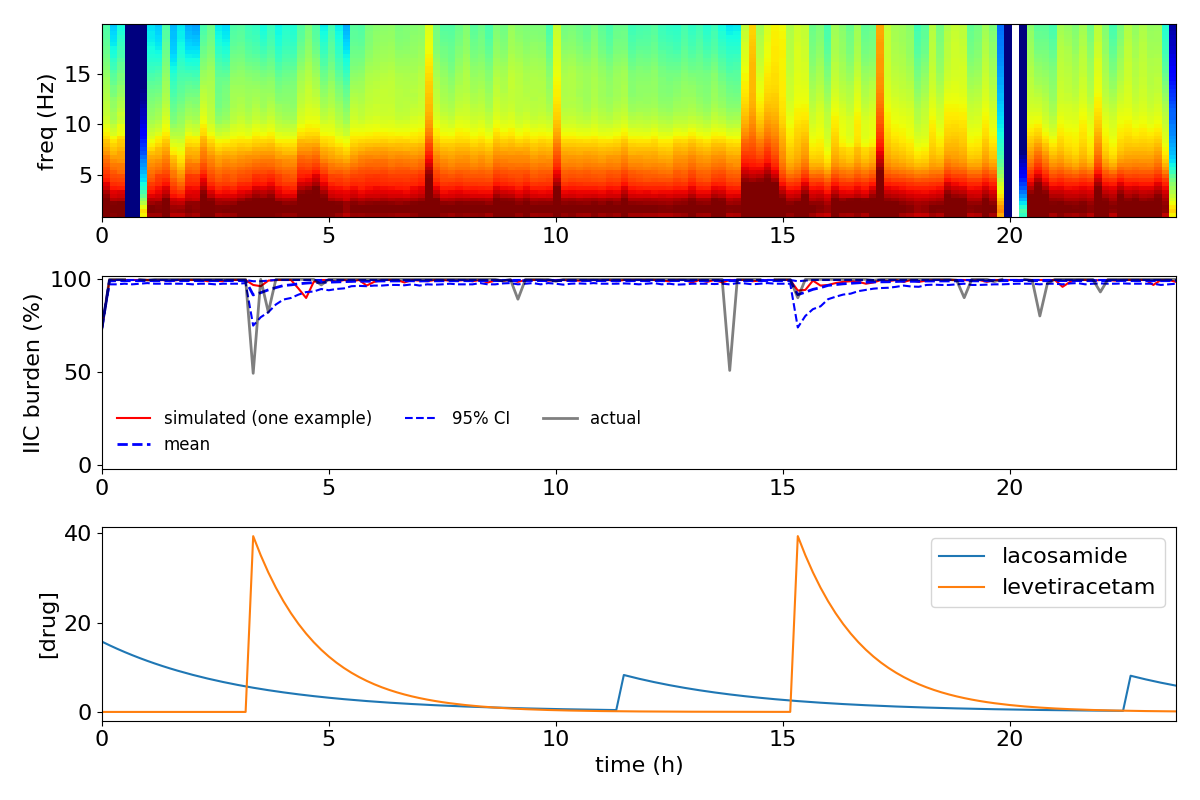 freq (Hz)
15
10
5
0 5 10 15 20
IIC burden (%)
100
50
0
simulated (one example) 95% CI actual
mean
0 5 10 15 20
[drug]
40
20
0
lacosamide
levetiracetam
0 5 10 15 20
time (h)